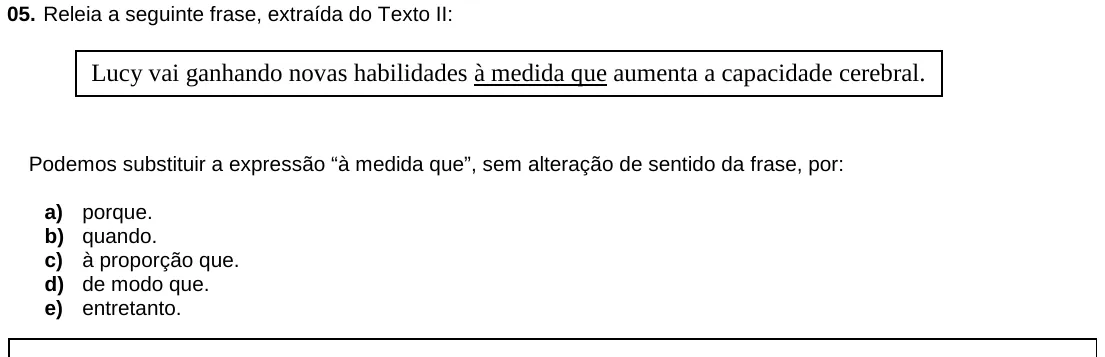 05. Releia a seguinte frase, extraída do Texto II:
Lucy vai ganhando novas habilidades à medida que aumenta a capacidade cerebral.
Podemos substituir a expressão “à medida que”, sem alteração de sentido da frase, por:
a) porque.
b) quando.
c) à proporção que.
d) de modo que.
e) entretanto.